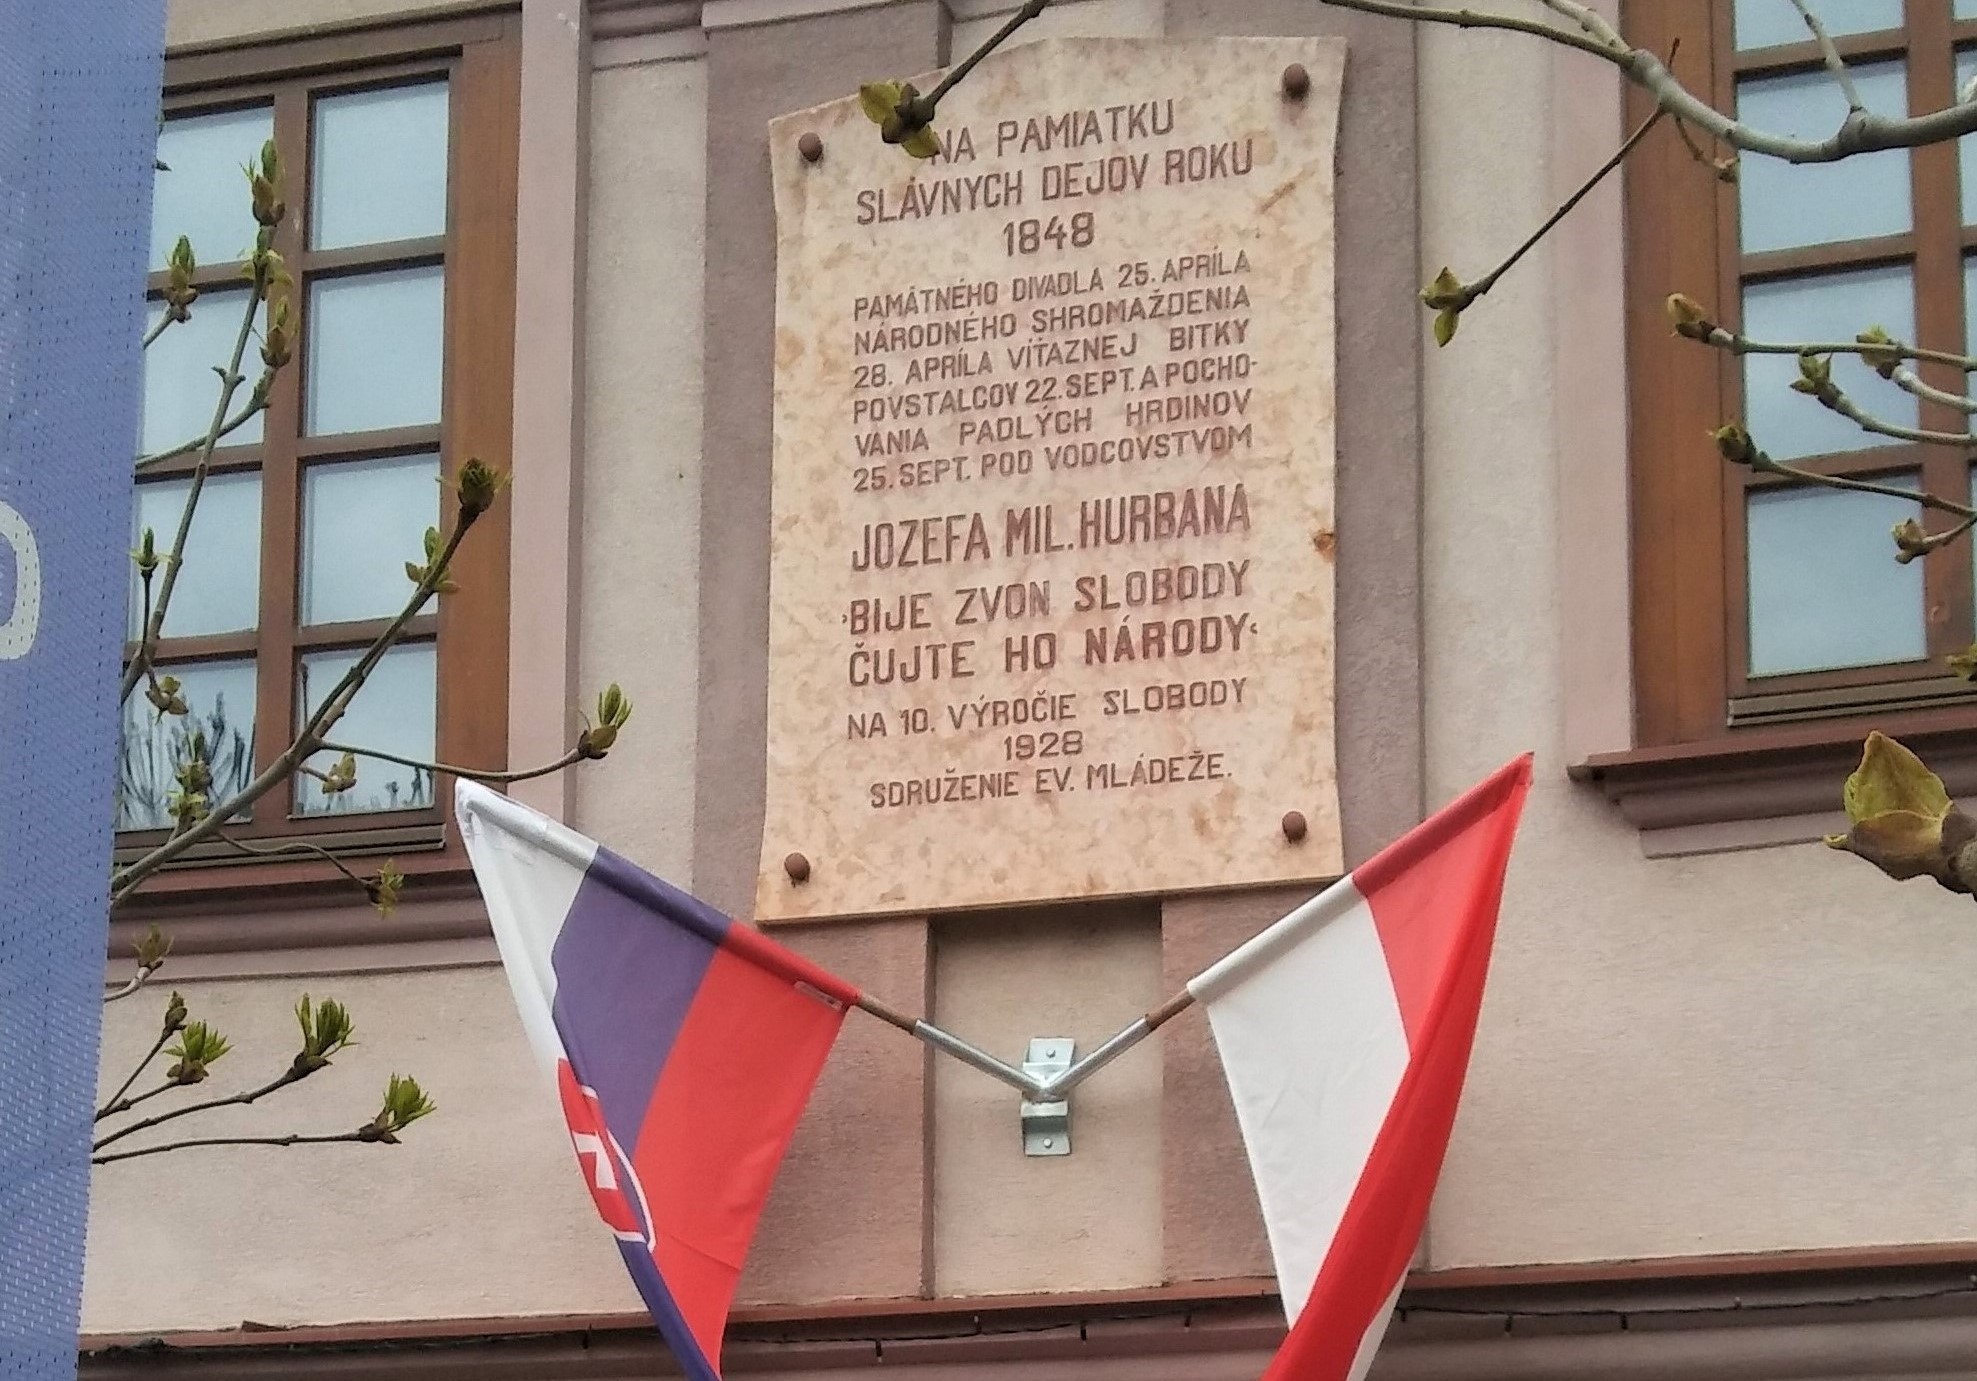 NA PAMIATKU
SLÁVNYCH DEJOV ROKU
1848
PAMÄTNÉHO DIVADLA 25. APRÍLA
NÁRODNÉHO SHROMAŽDENIA
28. APRÍLA VÍŤAZNEJ BITKY
POVSTALCOV 22. SEPT. A POCHO-
VANIA PADLÝCH HRDINOV
25. SEPT. POD VODCOVSTVOM
JOZEFA MIL. HURBANA
›BIJE ZVON SLOBODY
ČUJTE HO NÁRODY‹
NA 10. VÝROČIE SLOBODY
1928
SDRUŽENIE EV. MLÁDEŽE.